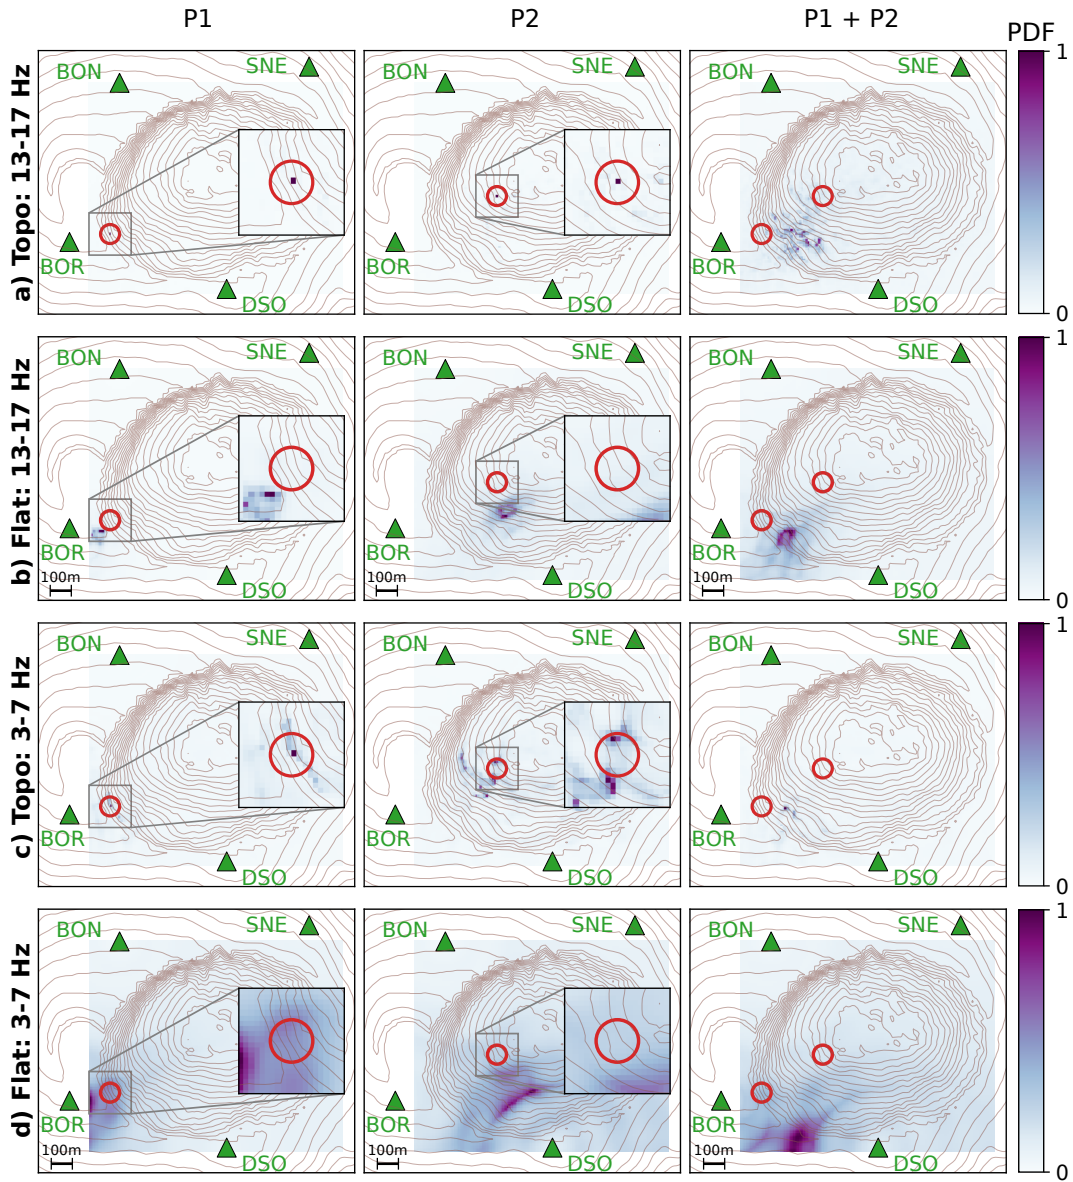 P1 P2 P1 + P2
PDF
a) Topo: 13-17 Hz
BON SNE BON SNE BON SNE 1
BOR DSO BOR DSO BOR DSO 0
b) Flat: 13-17 Hz
BON SNE BON SNE BON SNE 1
BOR DSO BOR DSO BOR DSO
100m 100m 100m 0
c) Topo: 3-7 Hz
BON SNE BON SNE BON SNE 1
BOR DSO BOR DSO BOR DSO 0
d) Flat: 3-7 Hz
BON SNE BON SNE BON SNE 1
BOR DSO BOR DSO BOR DSO
100m 100m 100m 0